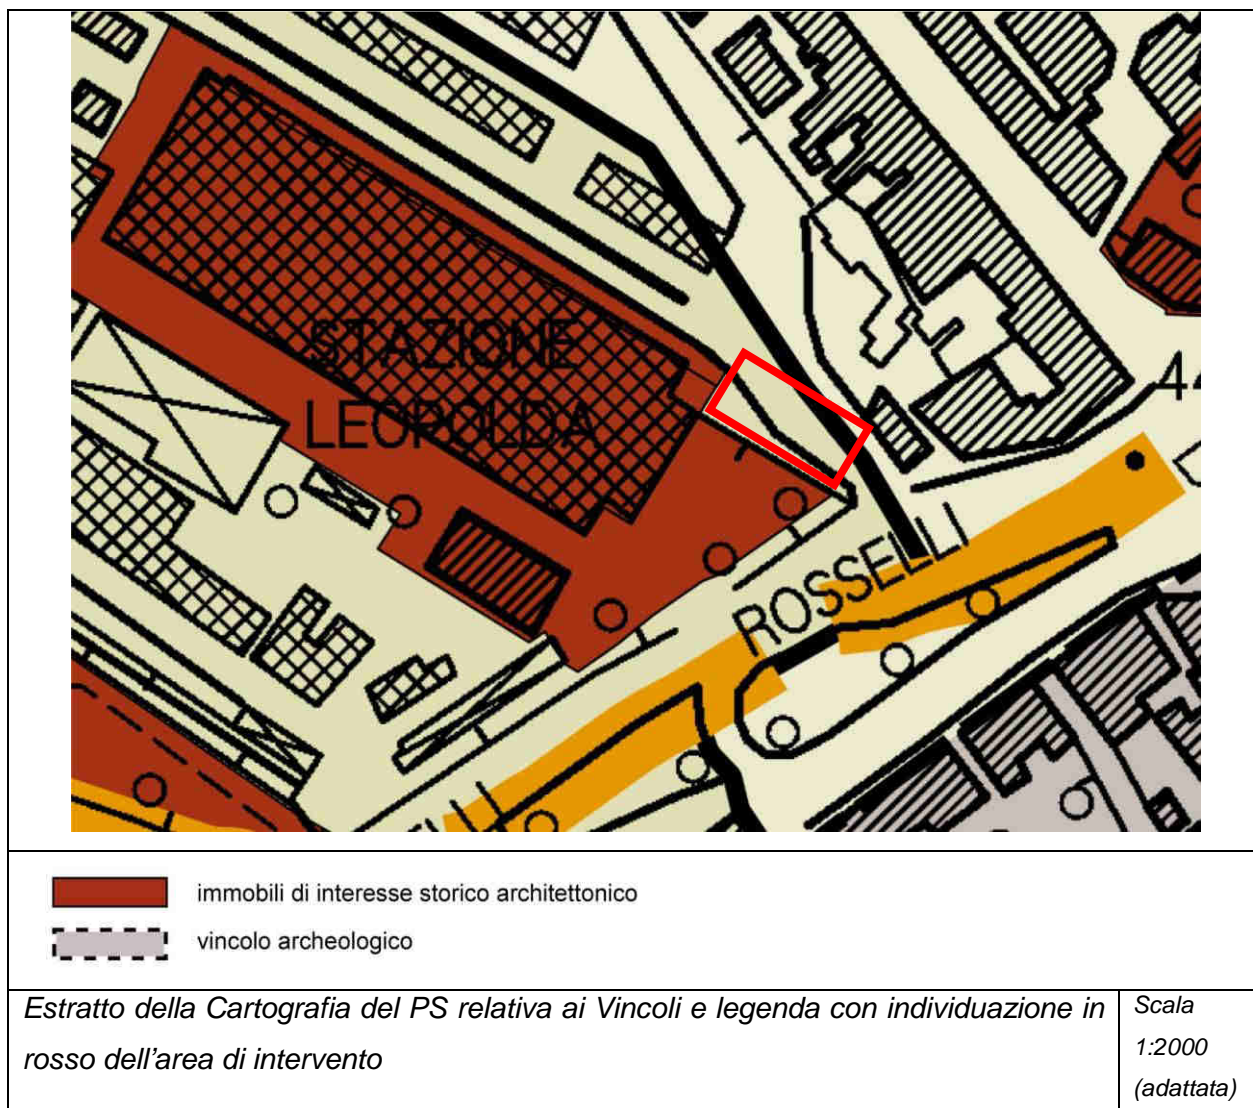 STAZIONE
LEOPOLDA
44
ROSSELLI
immobili di interesse storico architettonico
vincolo archeologico
Estratto della Cartografia del PS relativa ai Vincoli e legenda con individuazione in
rosso dell'area di intervento
Scala
1:2000
(adattata)